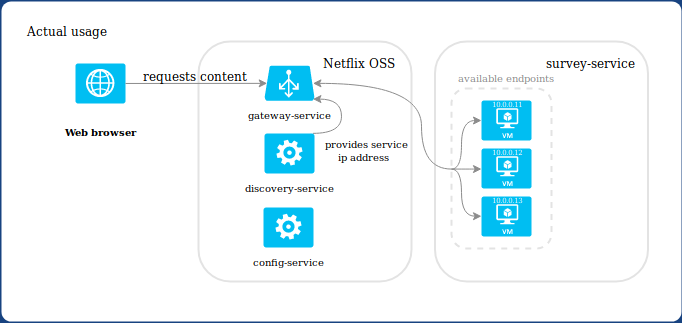 Actual usage
Netflix OSS
survey-service
requests content
available endpoints
Web browser
gateway-service
provides service
ip address
discovery-service
config-service
10.0.0.11
VM
10.0.0.12
VM
10.0.0.13
VM